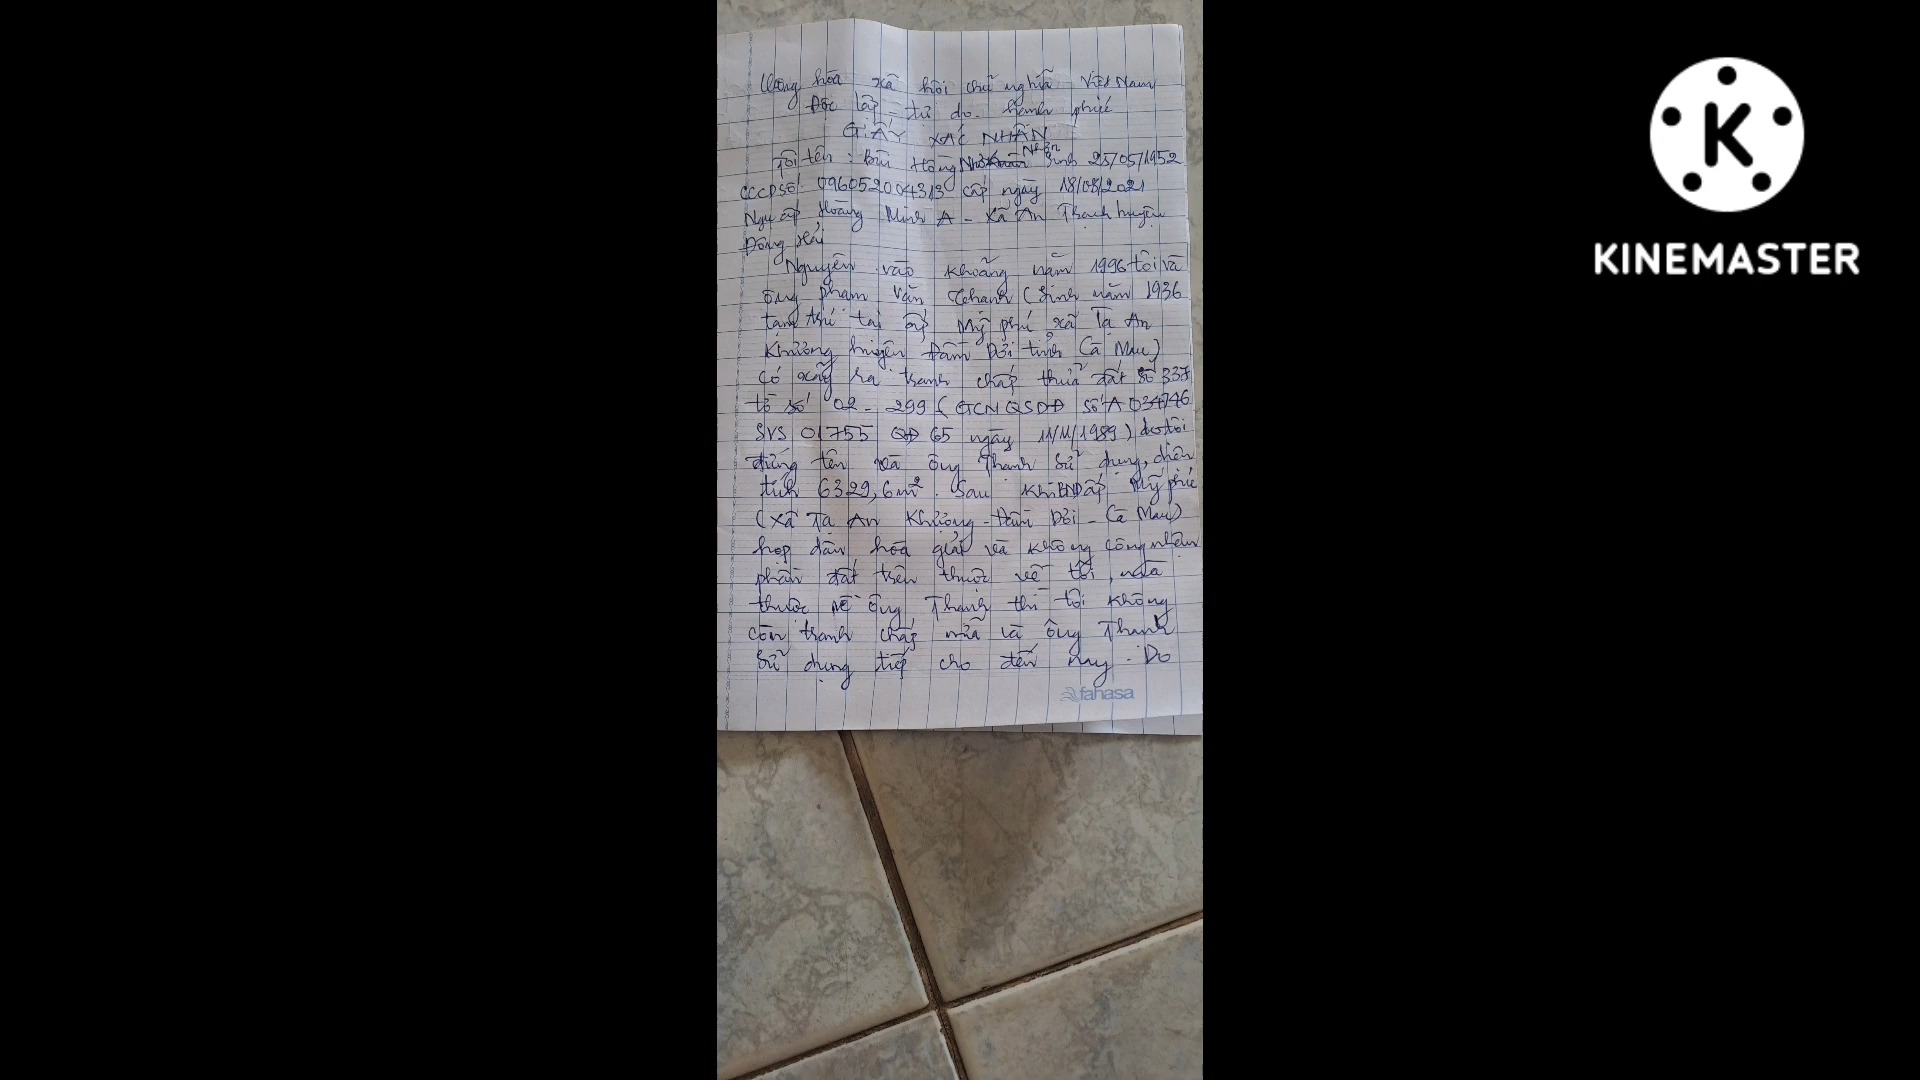 Cộng hòa xã hội chủ nghĩa Việt Nam
Độc lập - tự do - hạnh phúc
GIẤY XÁC NHẬN
Tôi tên: Bùi Hồng Nhận Sinh 25/05/1952
CCCD số: 096052004313 cấp ngày 18/08/2021
Ngụ ấp Hoàng Minh A - Xã An Trạch huyện
Đông Hải
Nguyên vào khoảng năm 1996 tôi và
ông phạm văn Thanh (Sinh năm 1936
tạm trú tại ấp Mỹ phú xã Tạ An
Khương huyện Đầm Dơi tỉnh Cà Mau)
có xảy ra tranh chấp thửa đất số 337
tờ số 02 - 299 (GCNQSDĐ số A 034746
SVS 01755 QĐ 65 ngày 11/11/1989) do tôi
đứng tên và ông Thanh sử dụng, diện
tích 6329,6m². Sau khi BND ấp Mỹ phú
(xã Tạ An Khương - Đầm Dơi - Cà Mau)
họp dân hòa giải và không công nhận
phần đất trên thuộc về tôi, mà
thuộc về ông Thanh thì tôi không
còn tranh chấp nữa và ông Thanh
sử dụng tiếp cho đến nay. Do
fahasa
KINEMASTER